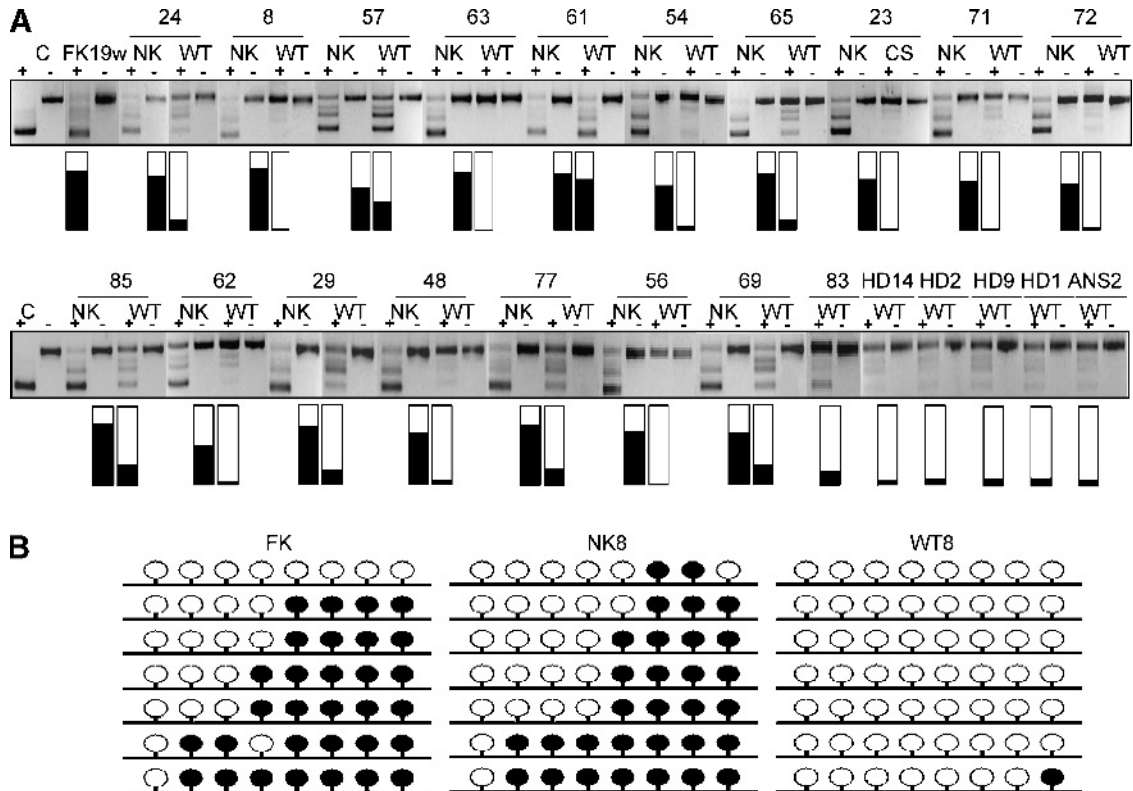 A
24 8 57 63 61 54 65 23 71 72
C FK19w NK WT NK WT NK WT NK WT NK WT NK WT NK WT NK CS NK WT NK WT
+ - + - + - + - + - + - + - + - + - + - + - + - + - + - + - + - + - + - + - + - + - + -
85 62 29 48 77 56 69 83 HD14 HD2 HD9 HD1 ANS2
C NK WT NK WT NK WT NK WT NK WT NK WT NK WT WT WT WT WT WT WT
+ - + - + - + - + - + - + - + - + - + - + - + - + - + - + - + - + - + - + - + - + -
B
FK NK8 WT8